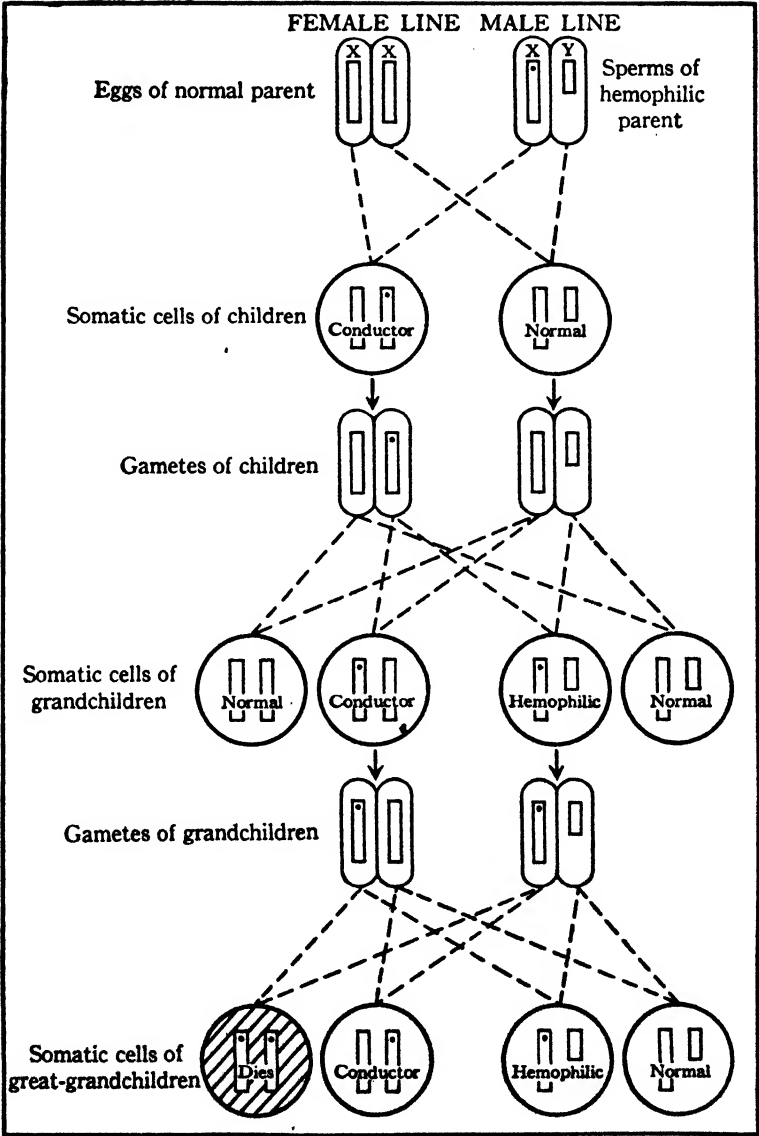 FEMALE LINE MALE LINE
X X X Y
Eggs of normal parent
Sperms of
hemophilic
parent
Somatic cells of children
Conductor
Normal
Gametes of children
Somatic cells of
grandchildren
Normal
Conductor
Hemophilic
Normal
Gametes of grandchildren
Somatic cells of
great-grandchildren
Dies
Conductor
Hemophilic
Normal